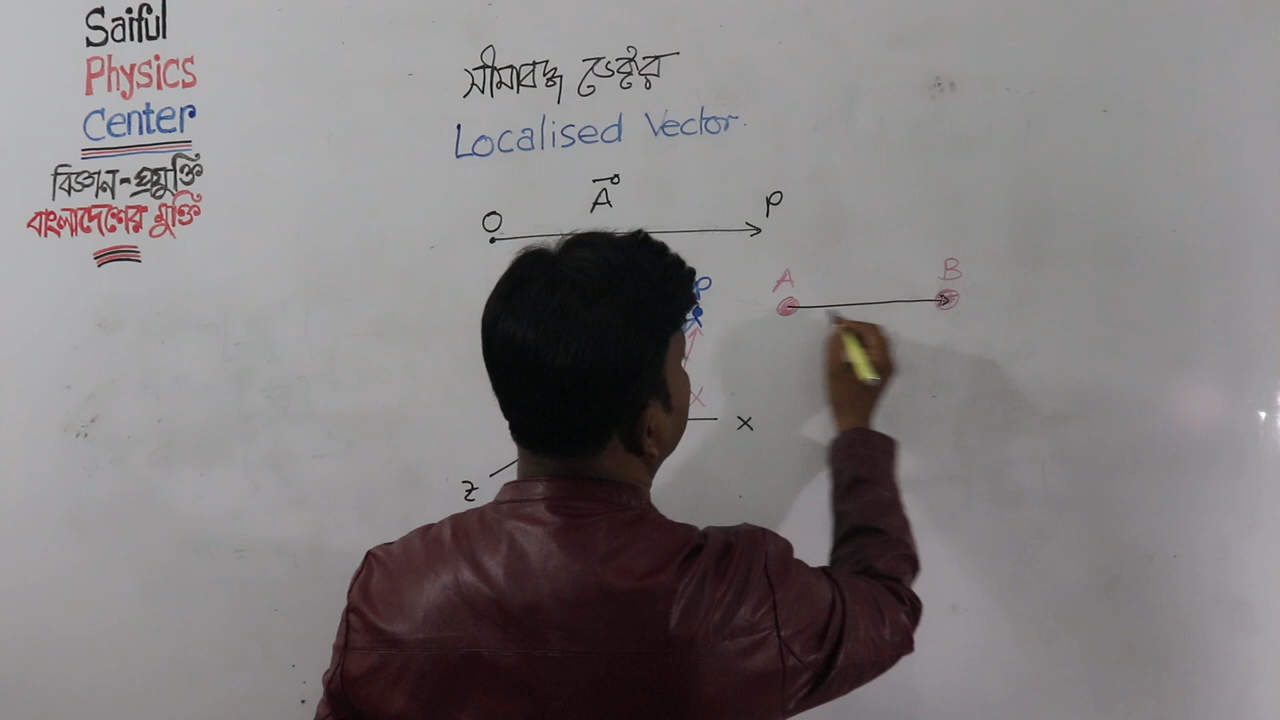 Saiful
Physics
Center
বিজ্ঞান-প্রযুক্তি
বাংলাদেশের মুক্তি
সীমাবদ্ধ ভেক্টর
Localised Vector.
A
O
P
P
A
B
X
X
Z